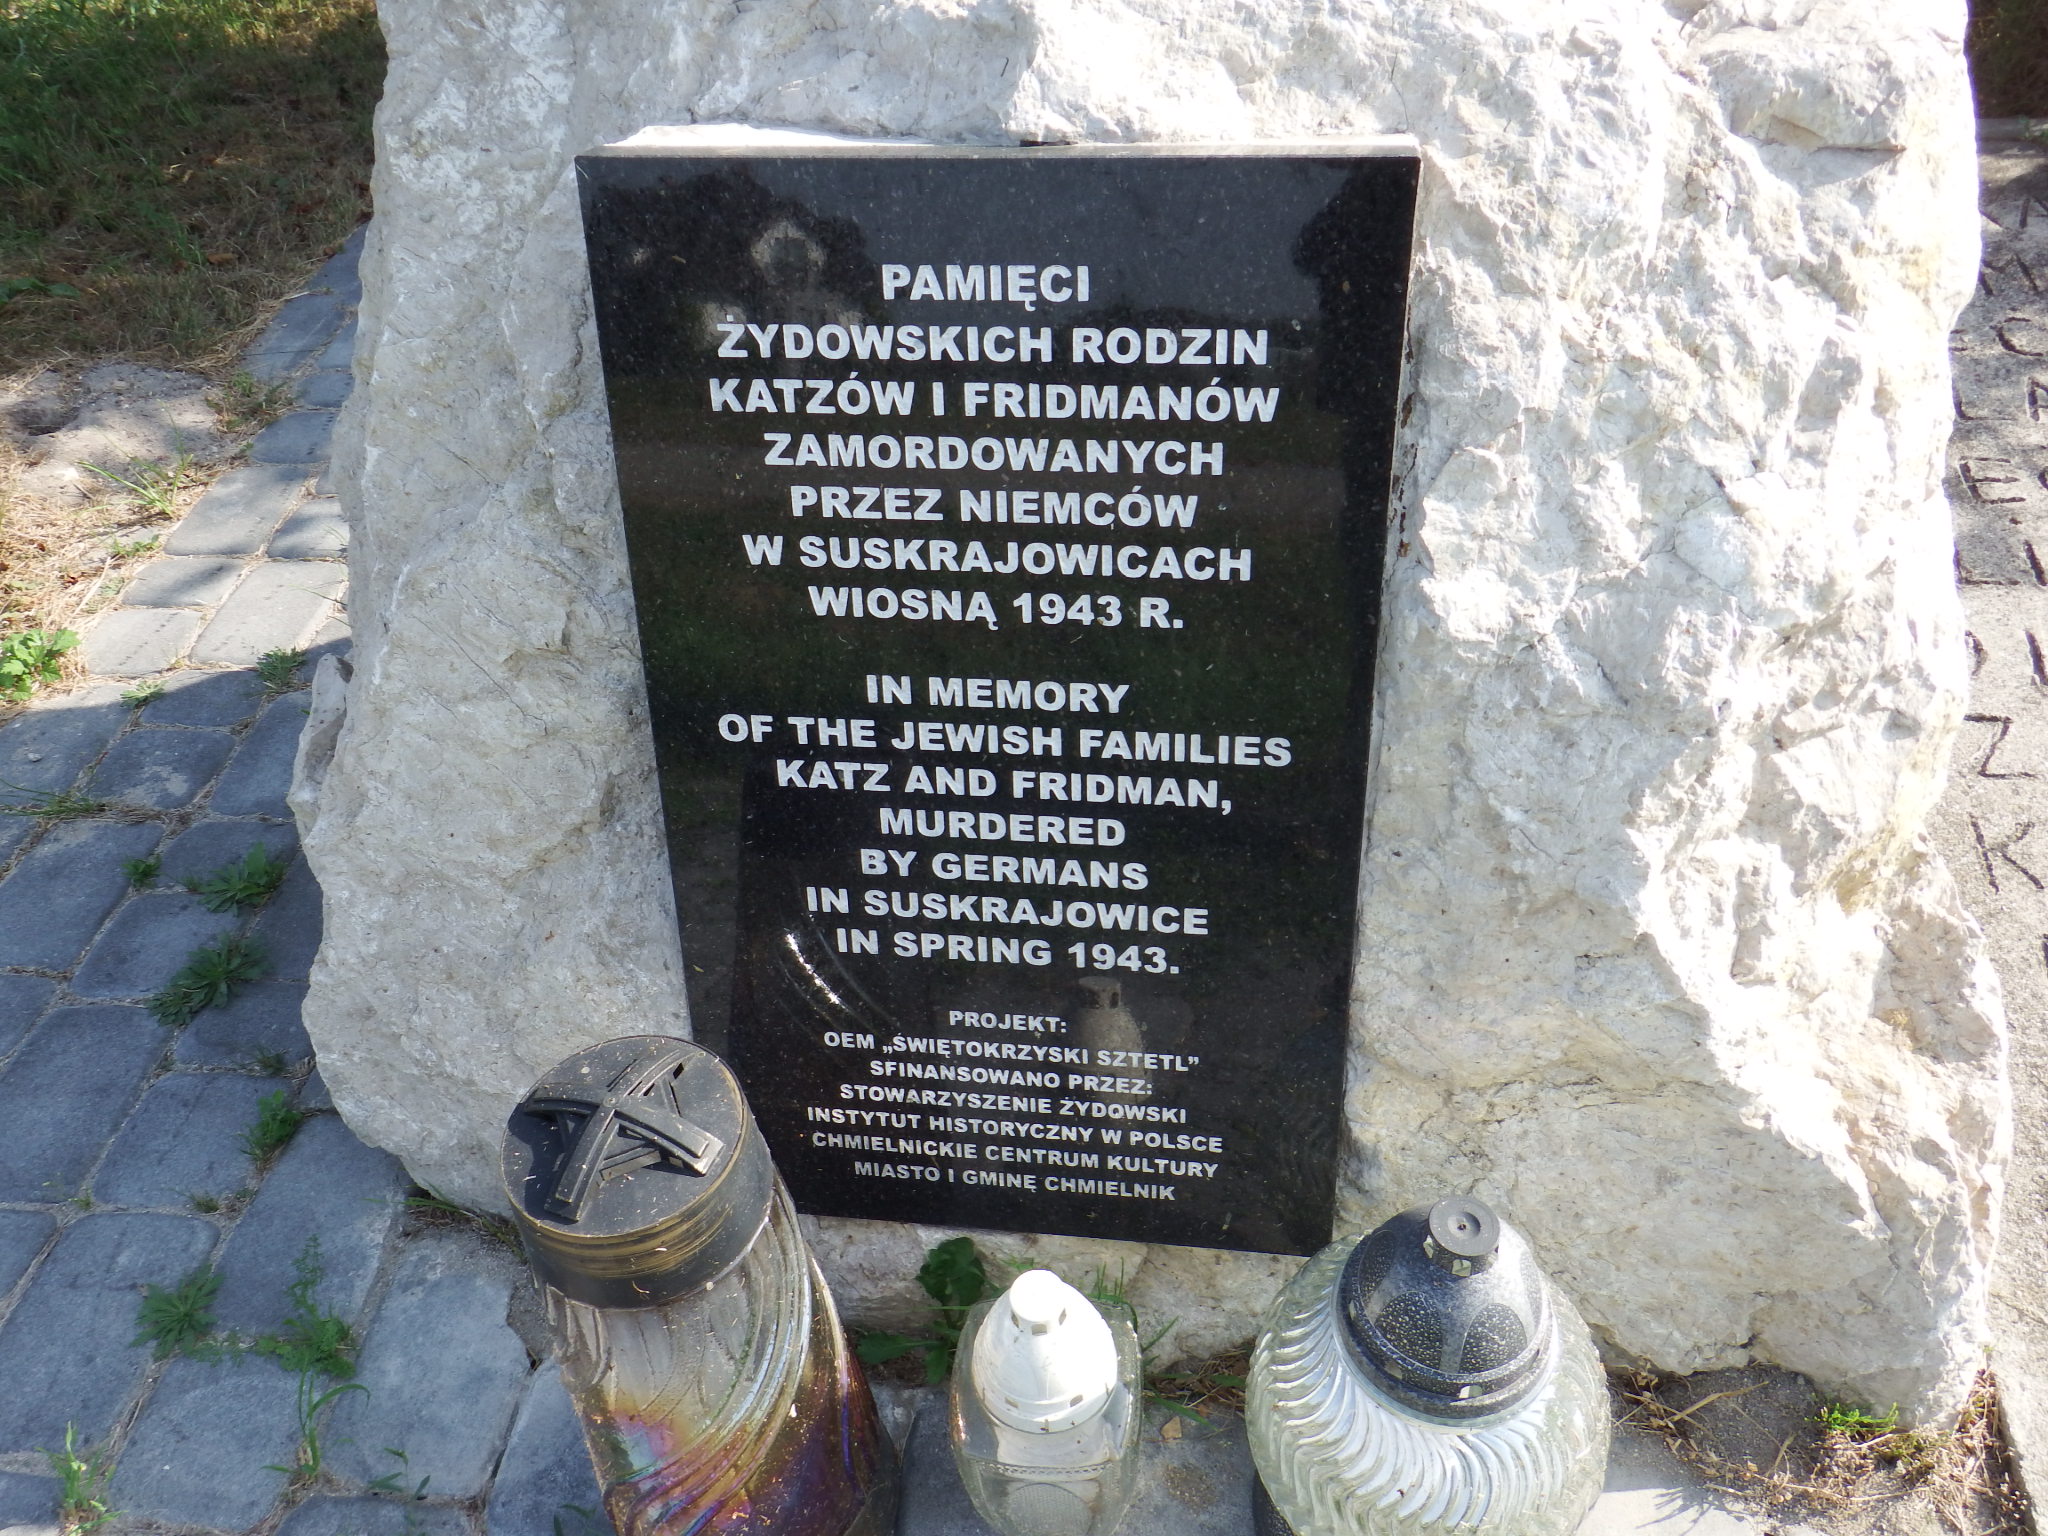 PAMIĘCI
ŻYDOWSKICH RODZIN
KATZÓW I FRIDMANÓW
ZAMORDOWANYCH
PRZEZ NIEMCÓW
W SUSKRAJOWICACH
WIOSNĄ 1943 R.
IN MEMORY
OF THE JEWISH FAMILIES
KATZ AND FRIDMAN,
MURDERED
BY GERMANS
IN SUSKRAJOWICE
IN SPRING 1943.
PROJEKT:
OEM „ŚWIĘTOKRZYSKI SZTETL”
SFINANSOWANO PRZEZ:
STOWARZYSZENIE ŻYDOWSKI
INSTYTUT HISTORYCZNY W POLSCE
CHMIELNICKIE CENTRUM KULTURY
MIASTO I GMINĘ CHMIELNIK